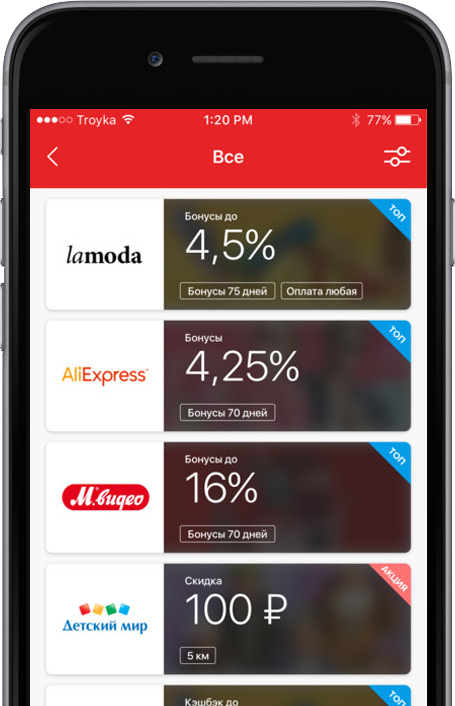 Troyka
1:20 PM
77%
Все
lamoda
Бонусы до
4,5%
Бонусы 75 дней
Оплата любая
ТОП
AliExpress
Бонусы
4,25%
Бонусы 70 дней
ТОП
М.видео
Бонусы до
16%
Бонусы 70 дней
ТОП
Детский мир
Скидка
100 ₽
5 км
АКЦИЯ
Кэшбэк до
ТОП